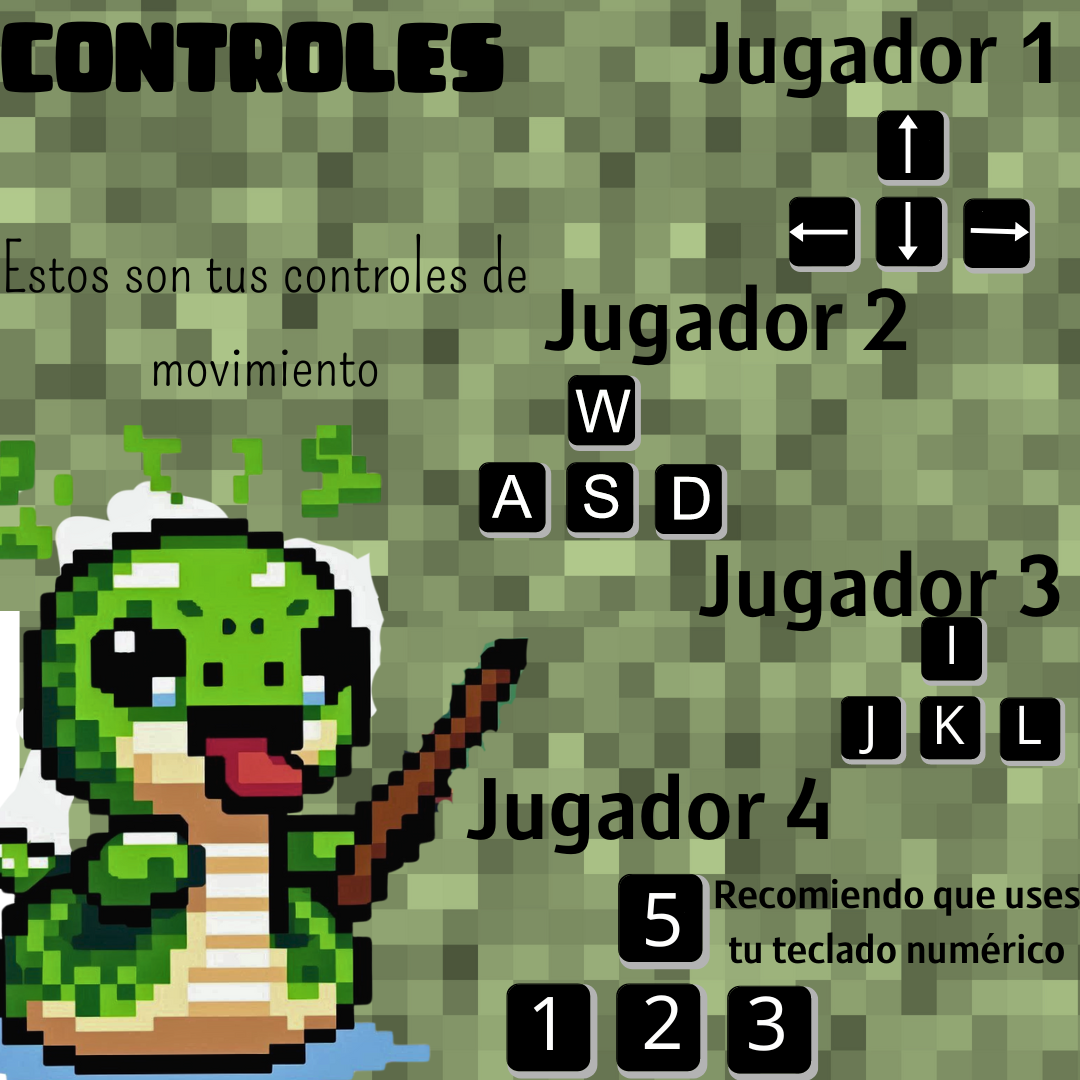 CONTROLES
Estos son tus controles de
movimiento
Jugador 1
↑
← ↓ →
Jugador 2
W
A S D
Jugador 3
I
J K L
Jugador 4
5
Recomiendo que uses
tu teclado numérico
1 2 3